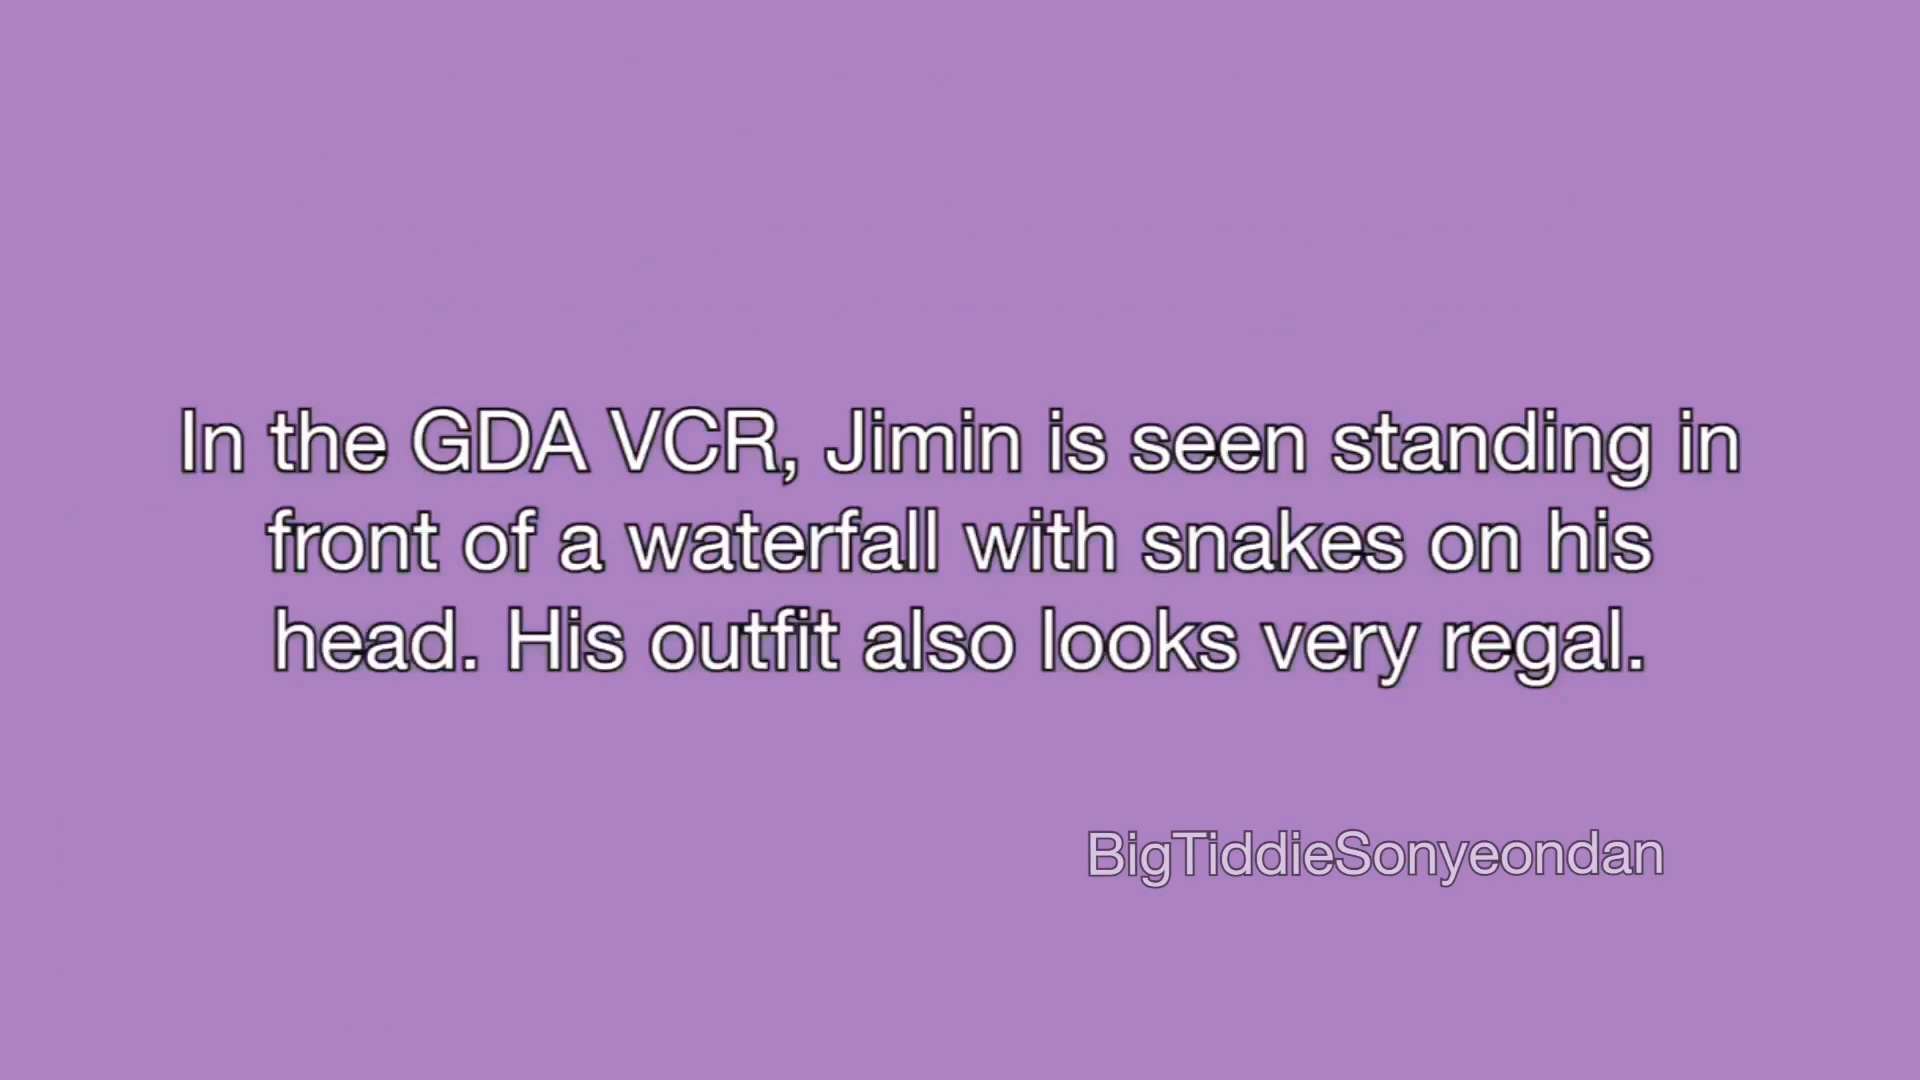 In the GDA VCR, Jimin is seen standing in
front of a waterfall with snakes on his
head. His outfit also looks very regal.
BigTiddieSonyeondan